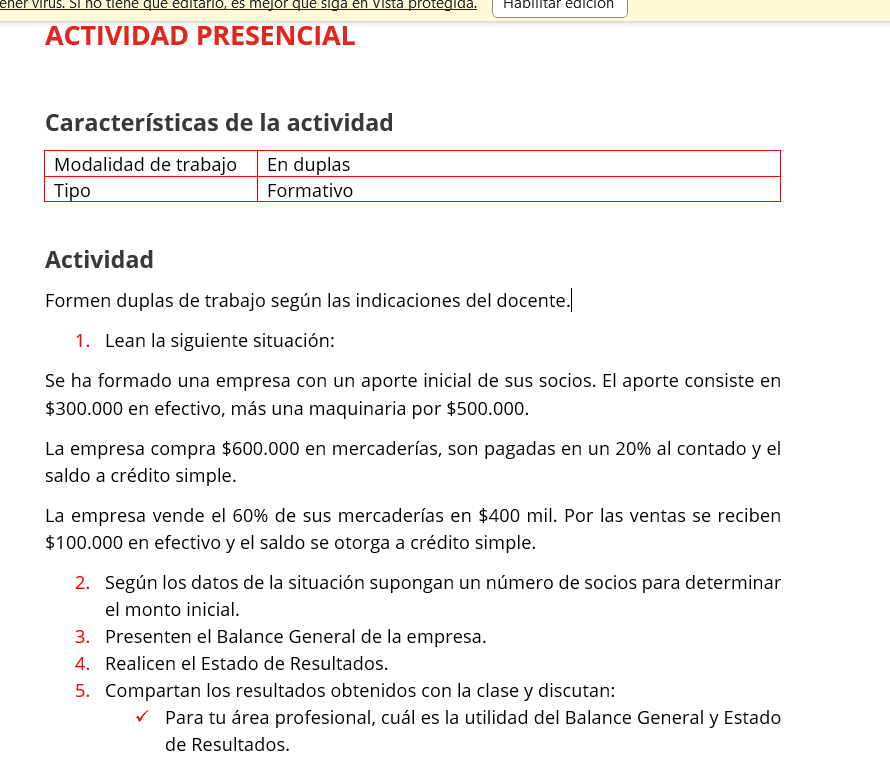 ener virus. Si no tiene que editarlo, es mejor que siga en Vista protegida. Habilitar edición
ACTIVIDAD PRESENCIAL
Características de la actividad
Modalidad de trabajo En duplas
Tipo Formativo
Actividad
Formen duplas de trabajo según las indicaciones del docente.
1. Lean la siguiente situación:
Se ha formado una empresa con un aporte inicial de sus socios. El aporte consiste en
$300.000 en efectivo, más una maquinaria por $500.000.
La empresa compra $600.000 en mercaderías, son pagadas en un 20% al contado y el
saldo a crédito simple.
La empresa vende el 60% de sus mercaderías en $400 mil. Por las ventas se reciben
$100.000 en efectivo y el saldo se otorga a crédito simple.
2. Según los datos de la situación supongan un número de socios para determinar
el monto inicial.
3. Presenten el Balance General de la empresa.
4. Realicen el Estado de Resultados.
5. Compartan los resultados obtenidos con la clase y discutan:
✓ Para tu área profesional, cuál es la utilidad del Balance General y Estado
de Resultados.